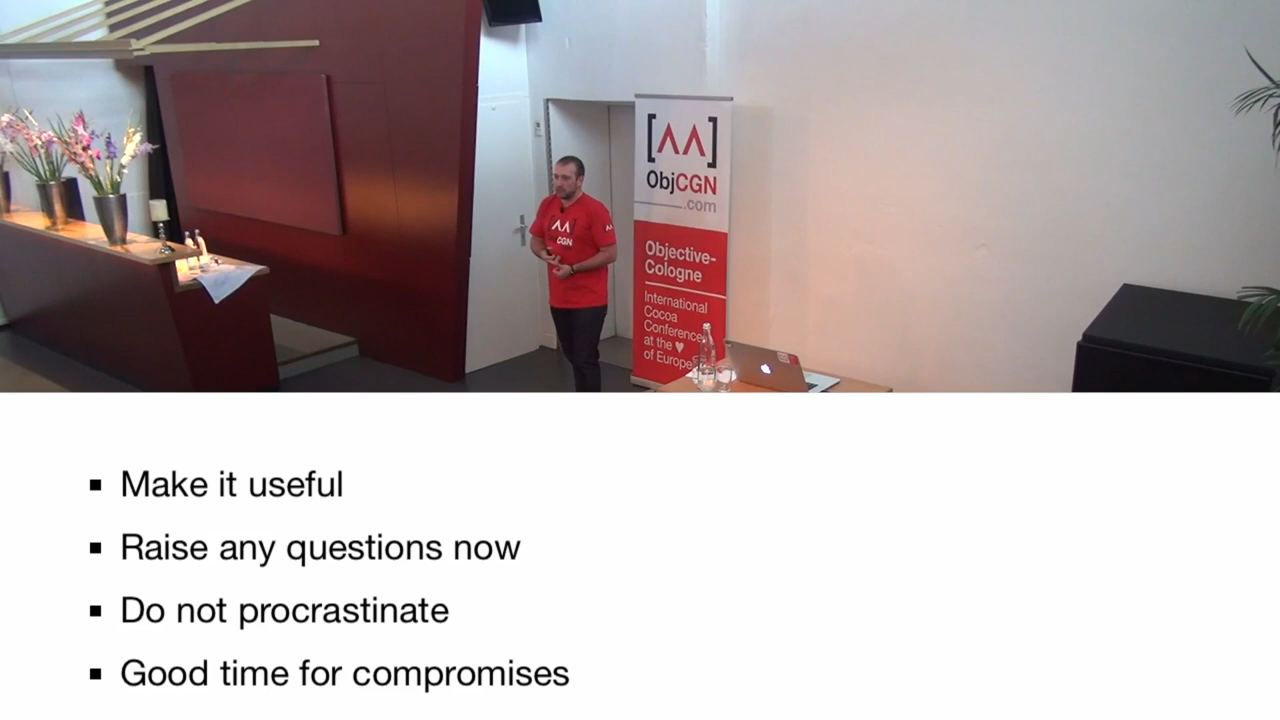 [ΛΛ]
ObjCGN
.com
Objective-
Cologne
International
Cocoa
Conference
at the ♥
of Europe
[ΛΛ]
CGN
▪ Make it useful
▪ Raise any questions now
▪ Do not procrastinate
▪ Good time for compromises